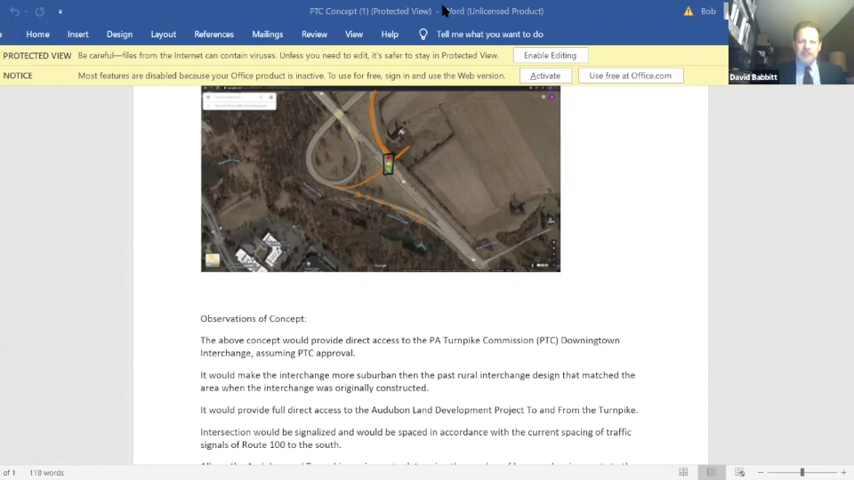 PTC Concept (1) (Protected View) - Word (Unlicensed Product)
Bob
Home Insert Design Layout References Mailings Review View Help Tell me what you want to do
PROTECTED VIEW Be careful—files from the Internet can contain viruses. Unless you need to edit, it's safer to stay in Protected View. Enable Editing
NOTICE Most features are disabled because your Office product is inactive. To use for free, sign in and use the Web version. Activate Use free at Office.com
David Babbitt
Observations of Concept:
The above concept would provide direct access to the PA Turnpike Commission (PTC) Downingtown
Interchange, assuming PTC approval.
It would make the interchange more suburban then the past rural interchange design that matched the
area when the interchange was originally constructed.
It would provide full direct access to the Audubon Land Development Project To and From the Turnpike.
Intersection would be signalized and would be spaced in accordance with the current spacing of traffic
signals of Route 100 to the south.
of 1 118 words